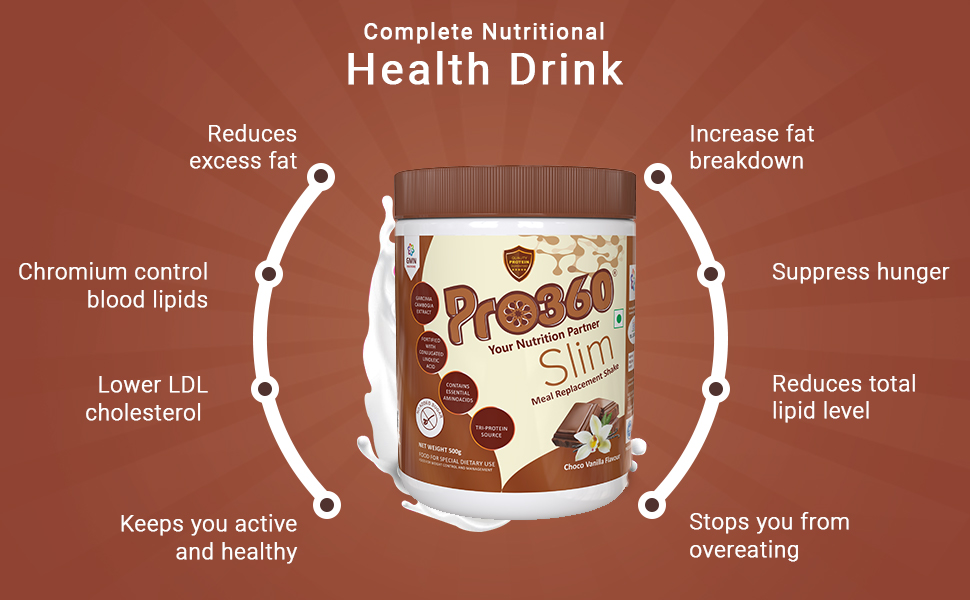 Complete Nutritional
Health Drink
Reduces
excess fat
Chromium control
blood lipids
Lower LDL
cholesterol
Keeps you active
and healthy
Increase fat
breakdown
Suppress hunger
Reduces total
lipid level
Stops you from
overeating
GMN
QUALITY
PROTEIN
Pro360
®
Your Nutrition Partner
Slim
Meal Replacement Shake
GARCINIA
CAMBOGIA
EXTRACT
FORTIFIED
WITH
CONJUGATED
LINOLEIC
ACID
CONTAINS
ESSENTIAL
AMINOACIDS
TRI-PROTEIN
SOURCE
NET WEIGHT 500g
FOOD FOR SPECIAL DIETARY USE
Choco Vanilla Flavour